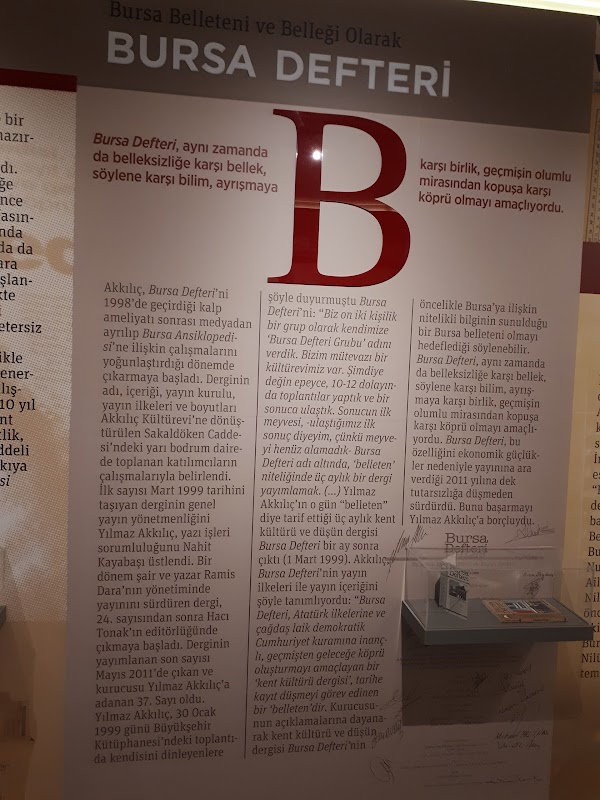 Bursa Belleteni ve Belleği Olarak
BURSA DEFTERİ
Bursa Defteri, aynı zamanda
da belleksizliğe karşı bellek,
söylene karşı bilim, ayrışmaya
B
karşı birlik, geçmişin olumlu
mirasından kopuşa karşı
köprü olmayı amaçlıyordu.
Akkılıç, Bursa Defteri'ni
1998'de geçirdiği kalp
ameliyatı sonrası medyadan
ayrılıp Bursa Ansiklopedi-
si'ne ilişkin çalışmalarını
yoğunlaştırdığı dönemde
çıkarmaya başladı. Derginin
adı, içeriği, yayın kurulu,
yayın ilkeleri ve boyutları
Akkılıç Kültürevi'ne dönüş-
türülen Sakaldöken Cadde-
si'ndeki yarı bodrum daire-
de toplanan katılımcıların
çalışmalarıyla belirlendi.
İlk sayısı Mart 1999 tarihini
taşıyan derginin genel
yayın yönetmenliğini
Yılmaz Akkılıç, yazı işleri
sorumluluğunu Nahit
Kayabaşı üstlendi. Bir
dönem şair ve yazar Ramis
Dara'nın yönetiminde
yayınını sürdüren dergi,
24. sayısından sonra Hacı
Tonak'ın editörlüğünde
çıkmaya başladı. Derginin
yayımlanan son sayısı
Mayıs 2011'de çıkan ve
kurucusu Yılmaz Akkılıç'a
adanan 37. Sayı oldu.
Yılmaz Akkılıç, 30 Ocak
1999 günü Büyükşehir
Kütüphanesi'ndeki toplantı-
da kendisini dinleyenlere
şöyle duyurmuştu Bursa
Defteri'ni: "Biz on iki kişilik
bir grup olarak kendimize
'Bursa Defteri Grubu' adını
verdik. Bizim mütevazı bir
kültürevimiz var. Şimdiye
değin epeyce, 10-12 dolayın-
da toplantılar yaptık ve bir
sonuca ulaştık. Sonucun ilk
meyvesi, -ulaştığımız ilk
sonuç diyeyim, çünkü meyve-
yi henüz alamadık- Bursa
Defteri adı altında, 'belleten'
niteliğinde üç aylık bir dergi
yayımlamak. (...) Yılmaz
Akkılıç'ın o gün "belleten"
diye tarif ettiği üç aylık kent
kültürü ve düşün dergisi
Bursa Defteri bir ay sonra
çıktı (1 Mart 1999). Akkılıç
Bursa Defteri'nin yayın
ilkeleri ile yayın içeriğini
şöyle tanımlıyordu: "Bursa
Defteri, Atatürk ilkelerine ve
çağdaş laik demokratik
Cumhuriyet kuramına inanç-
lı, geçmişten geleceğe köprü
oluşturmayı amaçlayan bir
'kent kültürü dergisi', tarihe
kayıt düşmeyi görev edinen
bir 'belleten'dir. Kurucusu-
nun açıklamalarına dayana-
rak kent kültürü ve düşün
dergisi Bursa Defteri'nin
öncelikle Bursa'ya ilişkin
nitelikli bilginin sunulduğu
bir Bursa belleteni olmayı
hedeflediği söylenebilir.
Bursa Defteri, aynı zamanda
da belleksizliğe karşı bellek,
söylene karşı bilim, ayrış-
maya karşı birlik, geçmişin
olumlu mirasından kopuşa
karşı köprü olmayı amaçlı-
yordu. Bursa Defteri, bu
özelliğini ekonomik güçlük-
ler nedeniyle yayınına ara
verdiği 2011 yılına dek
tutarsızlığa düşmeden
sürdürdü. Bunu başarmayı
Yılmaz Akkılıç'a borçluydu.
Bursa
Defteri